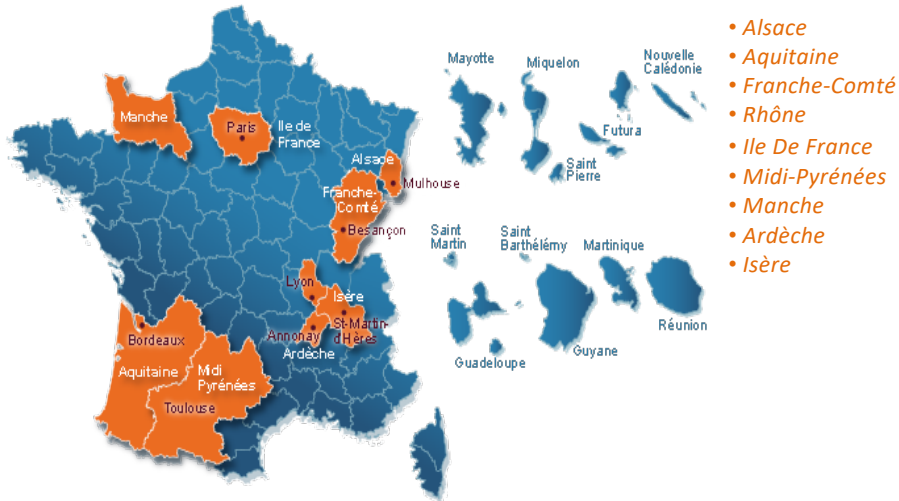 Manche
Paris
Ile de
France
Alsace
Mulhouse
Franche-
Comté
Besançon
Lyon
Isère
St-Martin-
d'Hères
Annonay
Ardèche
Bordeaux
Aquitaine
Midi
Pyrénées
Toulouse
Mayotte
Miquelon
Nouvelle
Calédonie
Futura
Saint
Pierre
Saint
Martin
Saint
Barthélémy
Martinique
Réunion
Guadeloupe
Guyane
• Alsace
• Aquitaine
• Franche-Comté
• Rhône
• Ile De France
• Midi-Pyrénées
• Manche
• Ardèche
• Isère